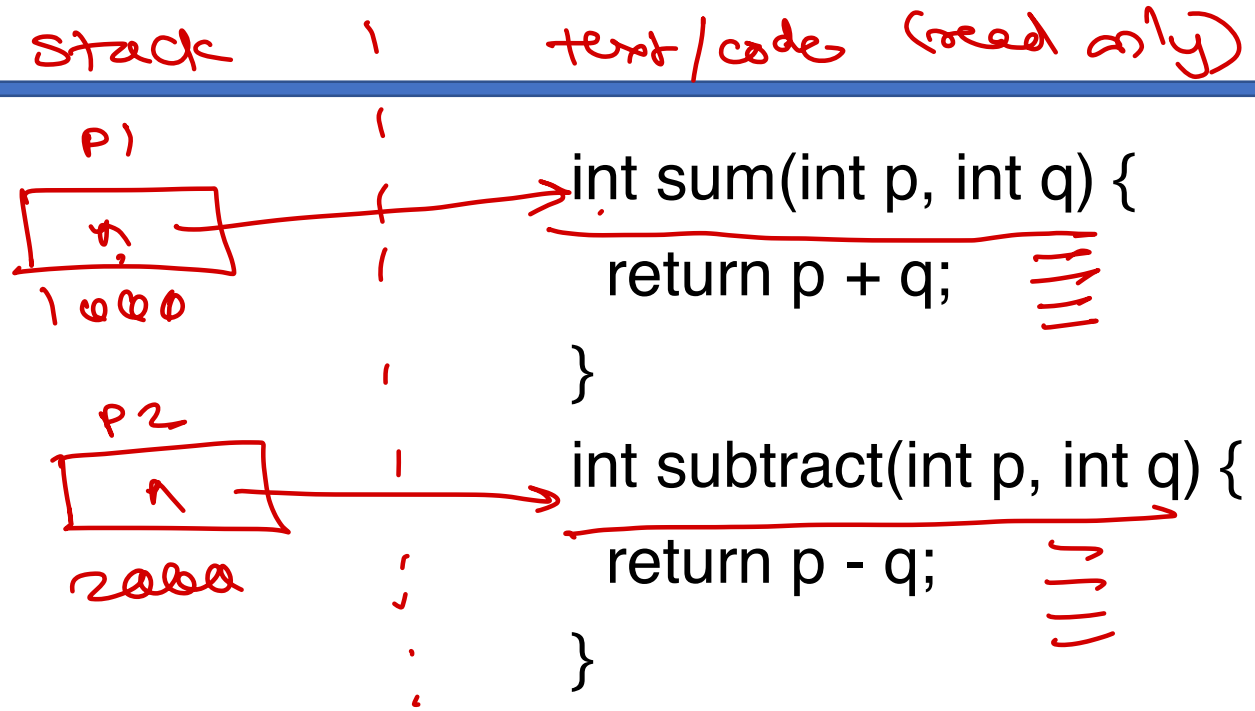 stack text/code (read only)
P1
int sum(int p, int q) {
1000
return p + q;
}
P2
int subtract(int p, int q) {
2000
return p - q;
}